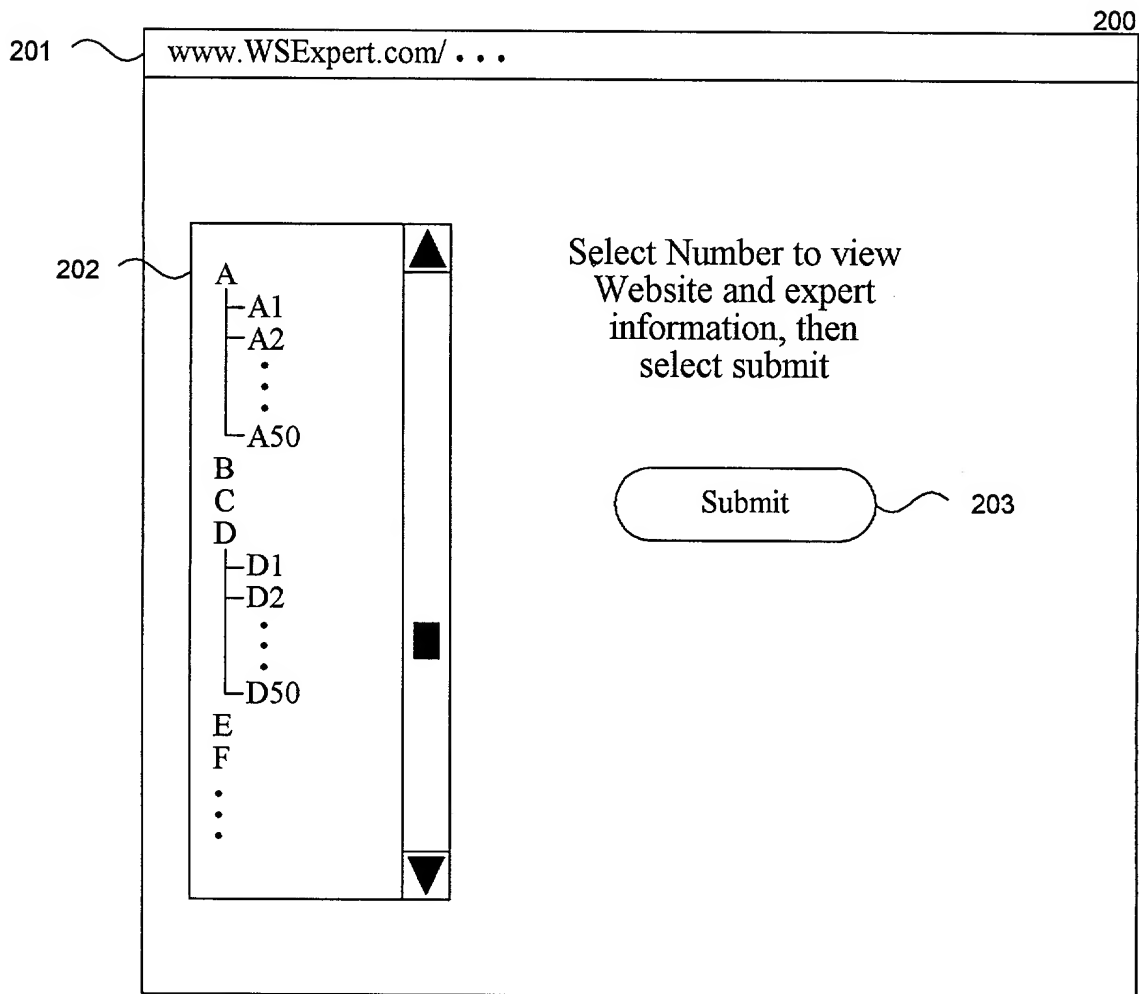 200
201
www.WSExpert.com/ • • •
202
A
A1
A2
•
•
•
A50
B
C
D
D1
D2
•
•
•
D50
E
F
•
•
•
Select Number to view
Website and expert
information, then
select submit
Submit
203